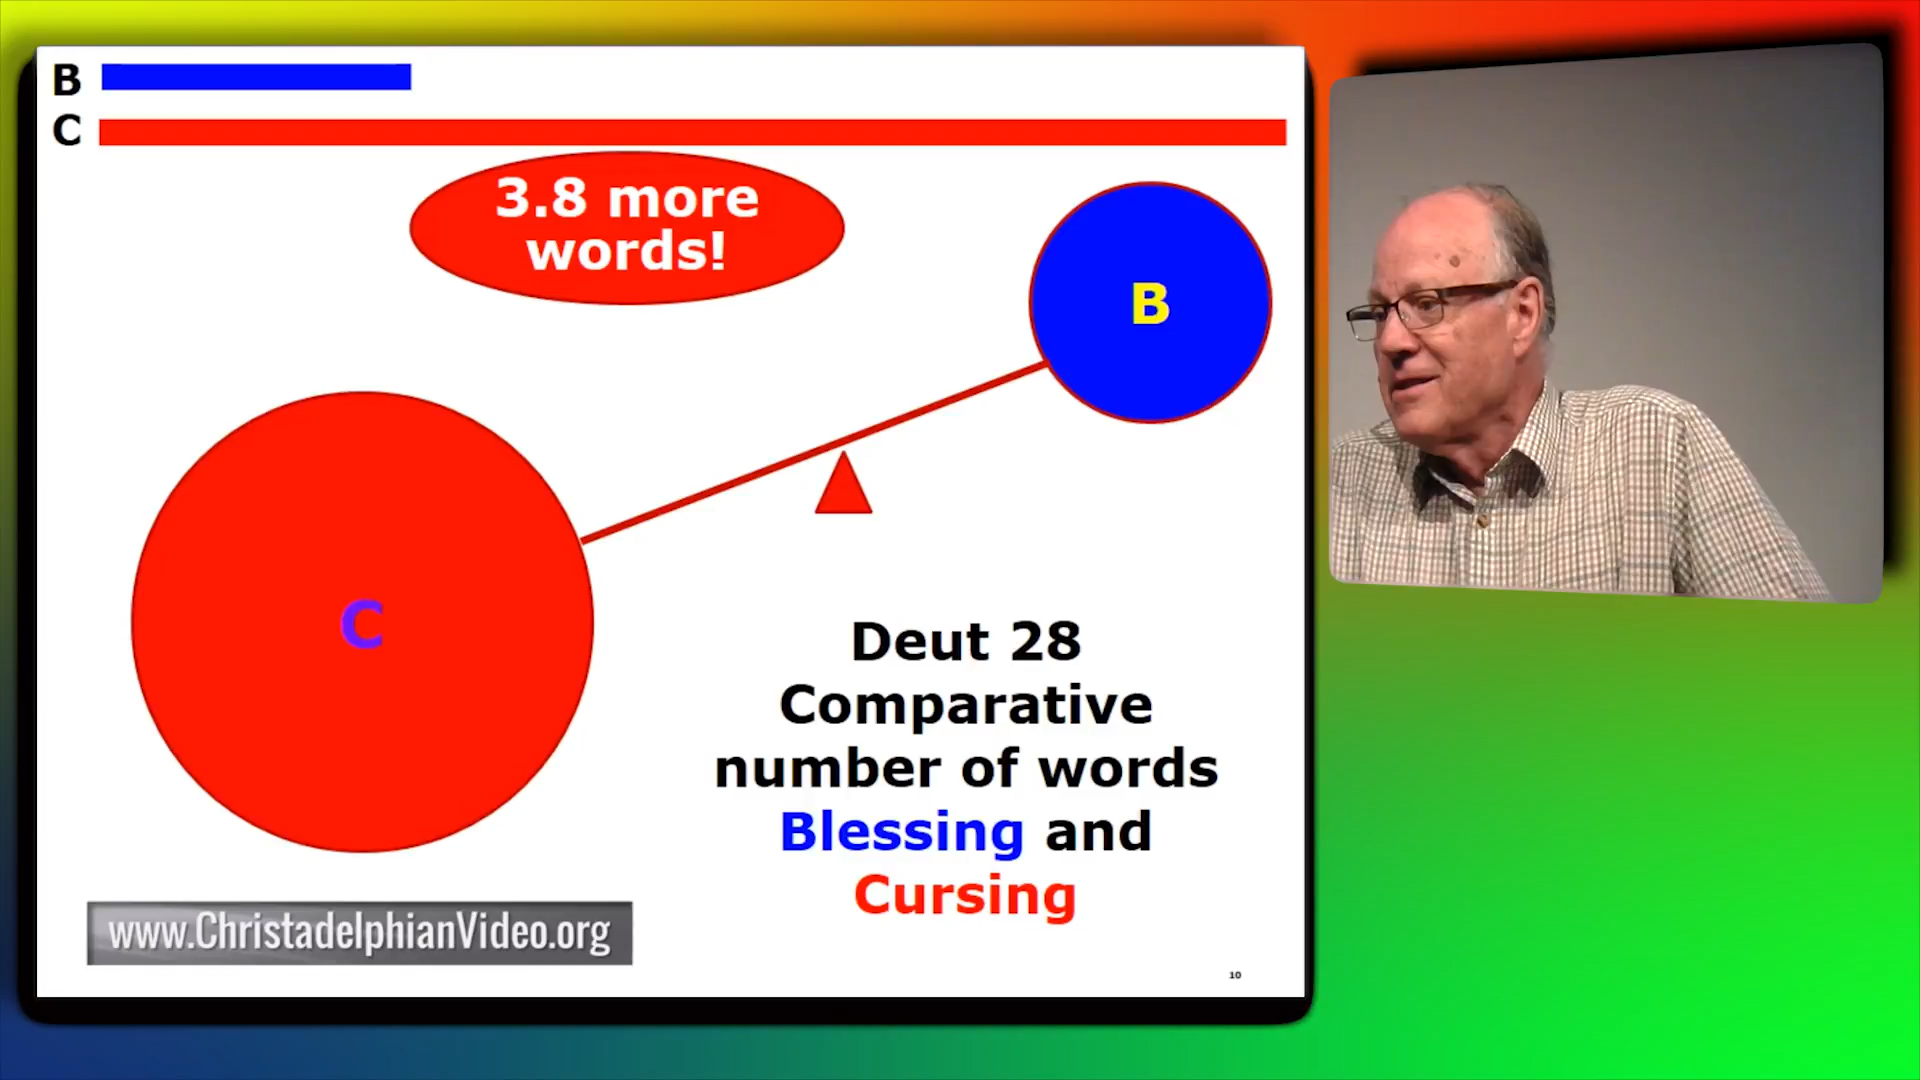 B
C
3.8 more
words!
B
C
Deut 28
Comparative
number of words
Blessing and
Cursing
www.ChristadelphianVideo.org
10